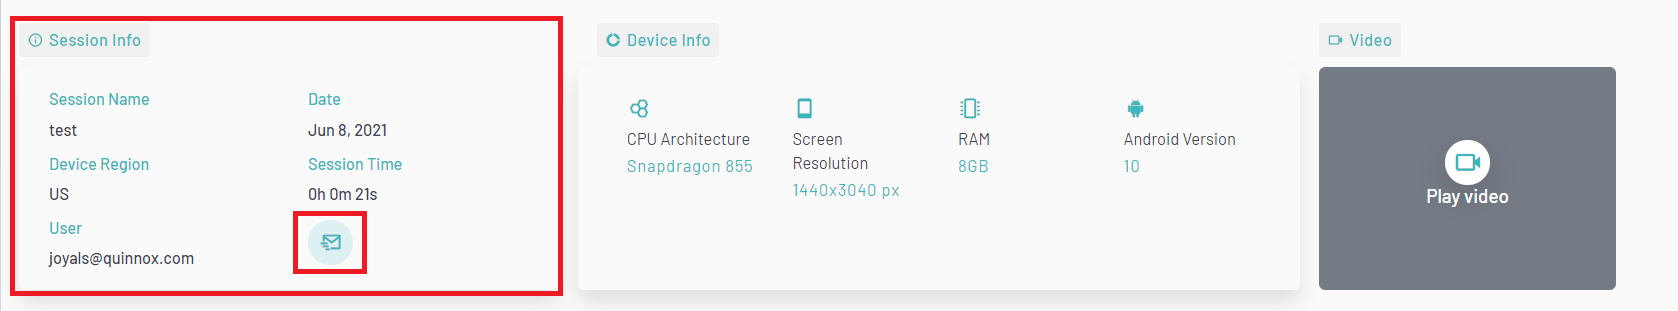 Session Info
Session Name
test
Date
Jun 8, 2021
Device Region
US
Session Time
0h 0m 21s
User
joyals@quinnox.com
Device Info
CPU Architecture
Snapdragon 855
Screen
Resolution
1440x3040 px
RAM
8GB
Android Version
10
Video
Play video